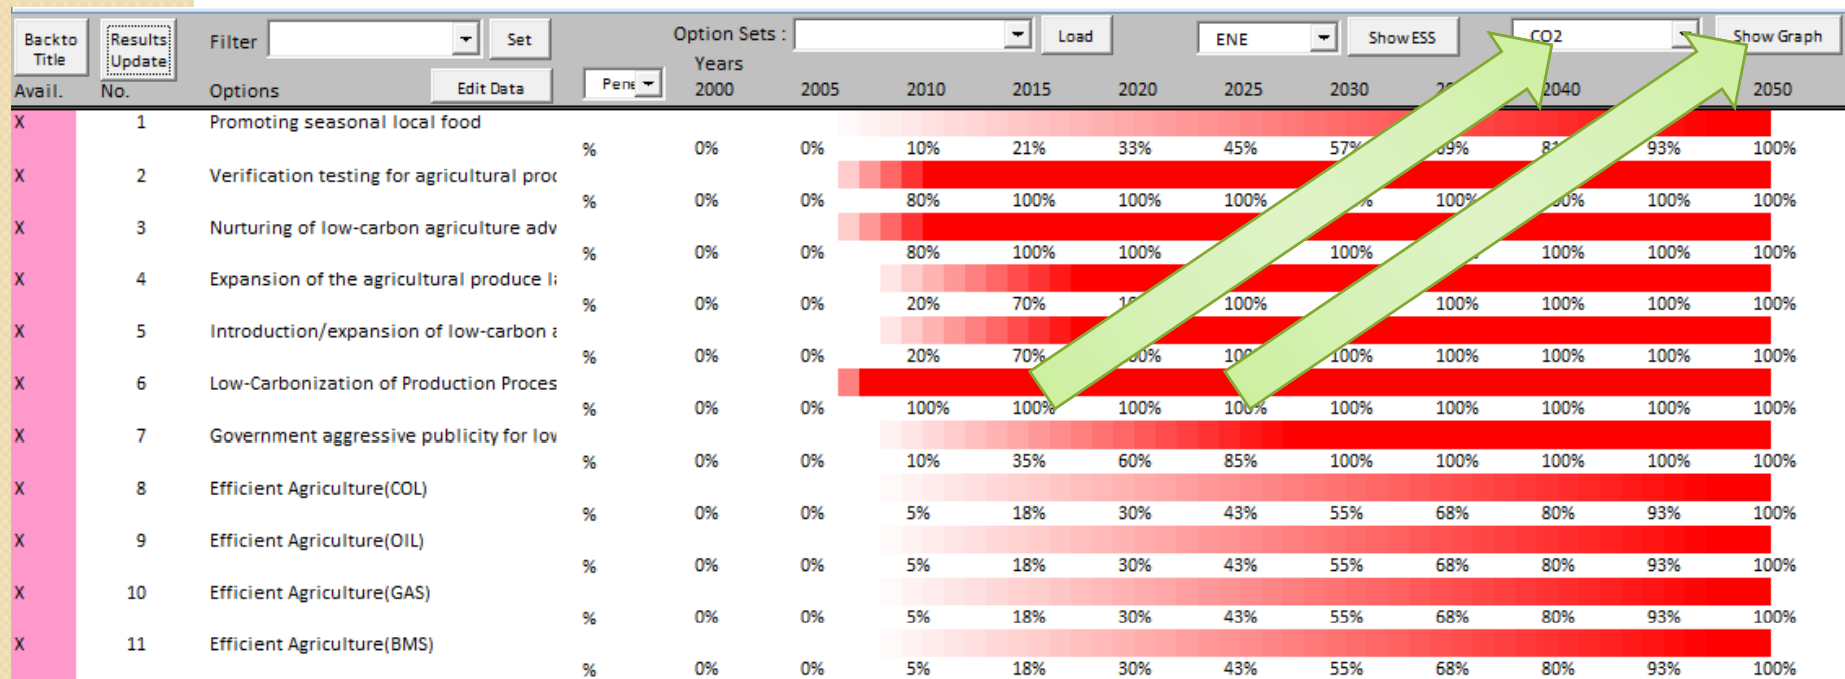 Backto Title
Results Update
Filter
Set
Option Sets :
Load
ENE
Show ESS
CO2
Show Graph
Years
Avail. No. Options Edit Data Pene 2000 2005 2010 2015 2020 2025 2030 2040 2050
X 1 Promoting seasonal local food
% 0% 0% 10% 21% 33% 45% 57% 69% 81% 93% 100%
X 2 Verification testing for agricultural prod
% 0% 0% 80% 100% 100% 100% 100% 100% 100% 100%
X 3 Nurturing of low-carbon agriculture adv
% 0% 0% 80% 100% 100% 100% 100% 100% 100%
X 4 Expansion of the agricultural produce la
% 0% 0% 20% 70% 100% 100% 100% 100% 100% 100%
X 5 Introduction/expansion of low-carbon a
% 0% 0% 20% 70% 100% 100% 100% 100% 100% 100% 100%
X 6 Low-Carbonization of Production Proces
% 0% 0% 100% 100% 100% 100% 100% 100% 100% 100% 100%
X 7 Government aggressive publicity for low
% 0% 0% 10% 35% 60% 85% 100% 100% 100% 100% 100%
X 8 Efficient Agriculture(COL)
% 0% 0% 5% 18% 30% 43% 55% 68% 80% 93% 100%
X 9 Efficient Agriculture(OIL)
% 0% 0% 5% 18% 30% 43% 55% 68% 80% 93% 100%
X 10 Efficient Agriculture(GAS)
% 0% 0% 5% 18% 30% 43% 55% 68% 80% 93% 100%
X 11 Efficient Agriculture(BMS)
% 0% 0% 5% 18% 30% 43% 55% 68% 80% 93% 100%